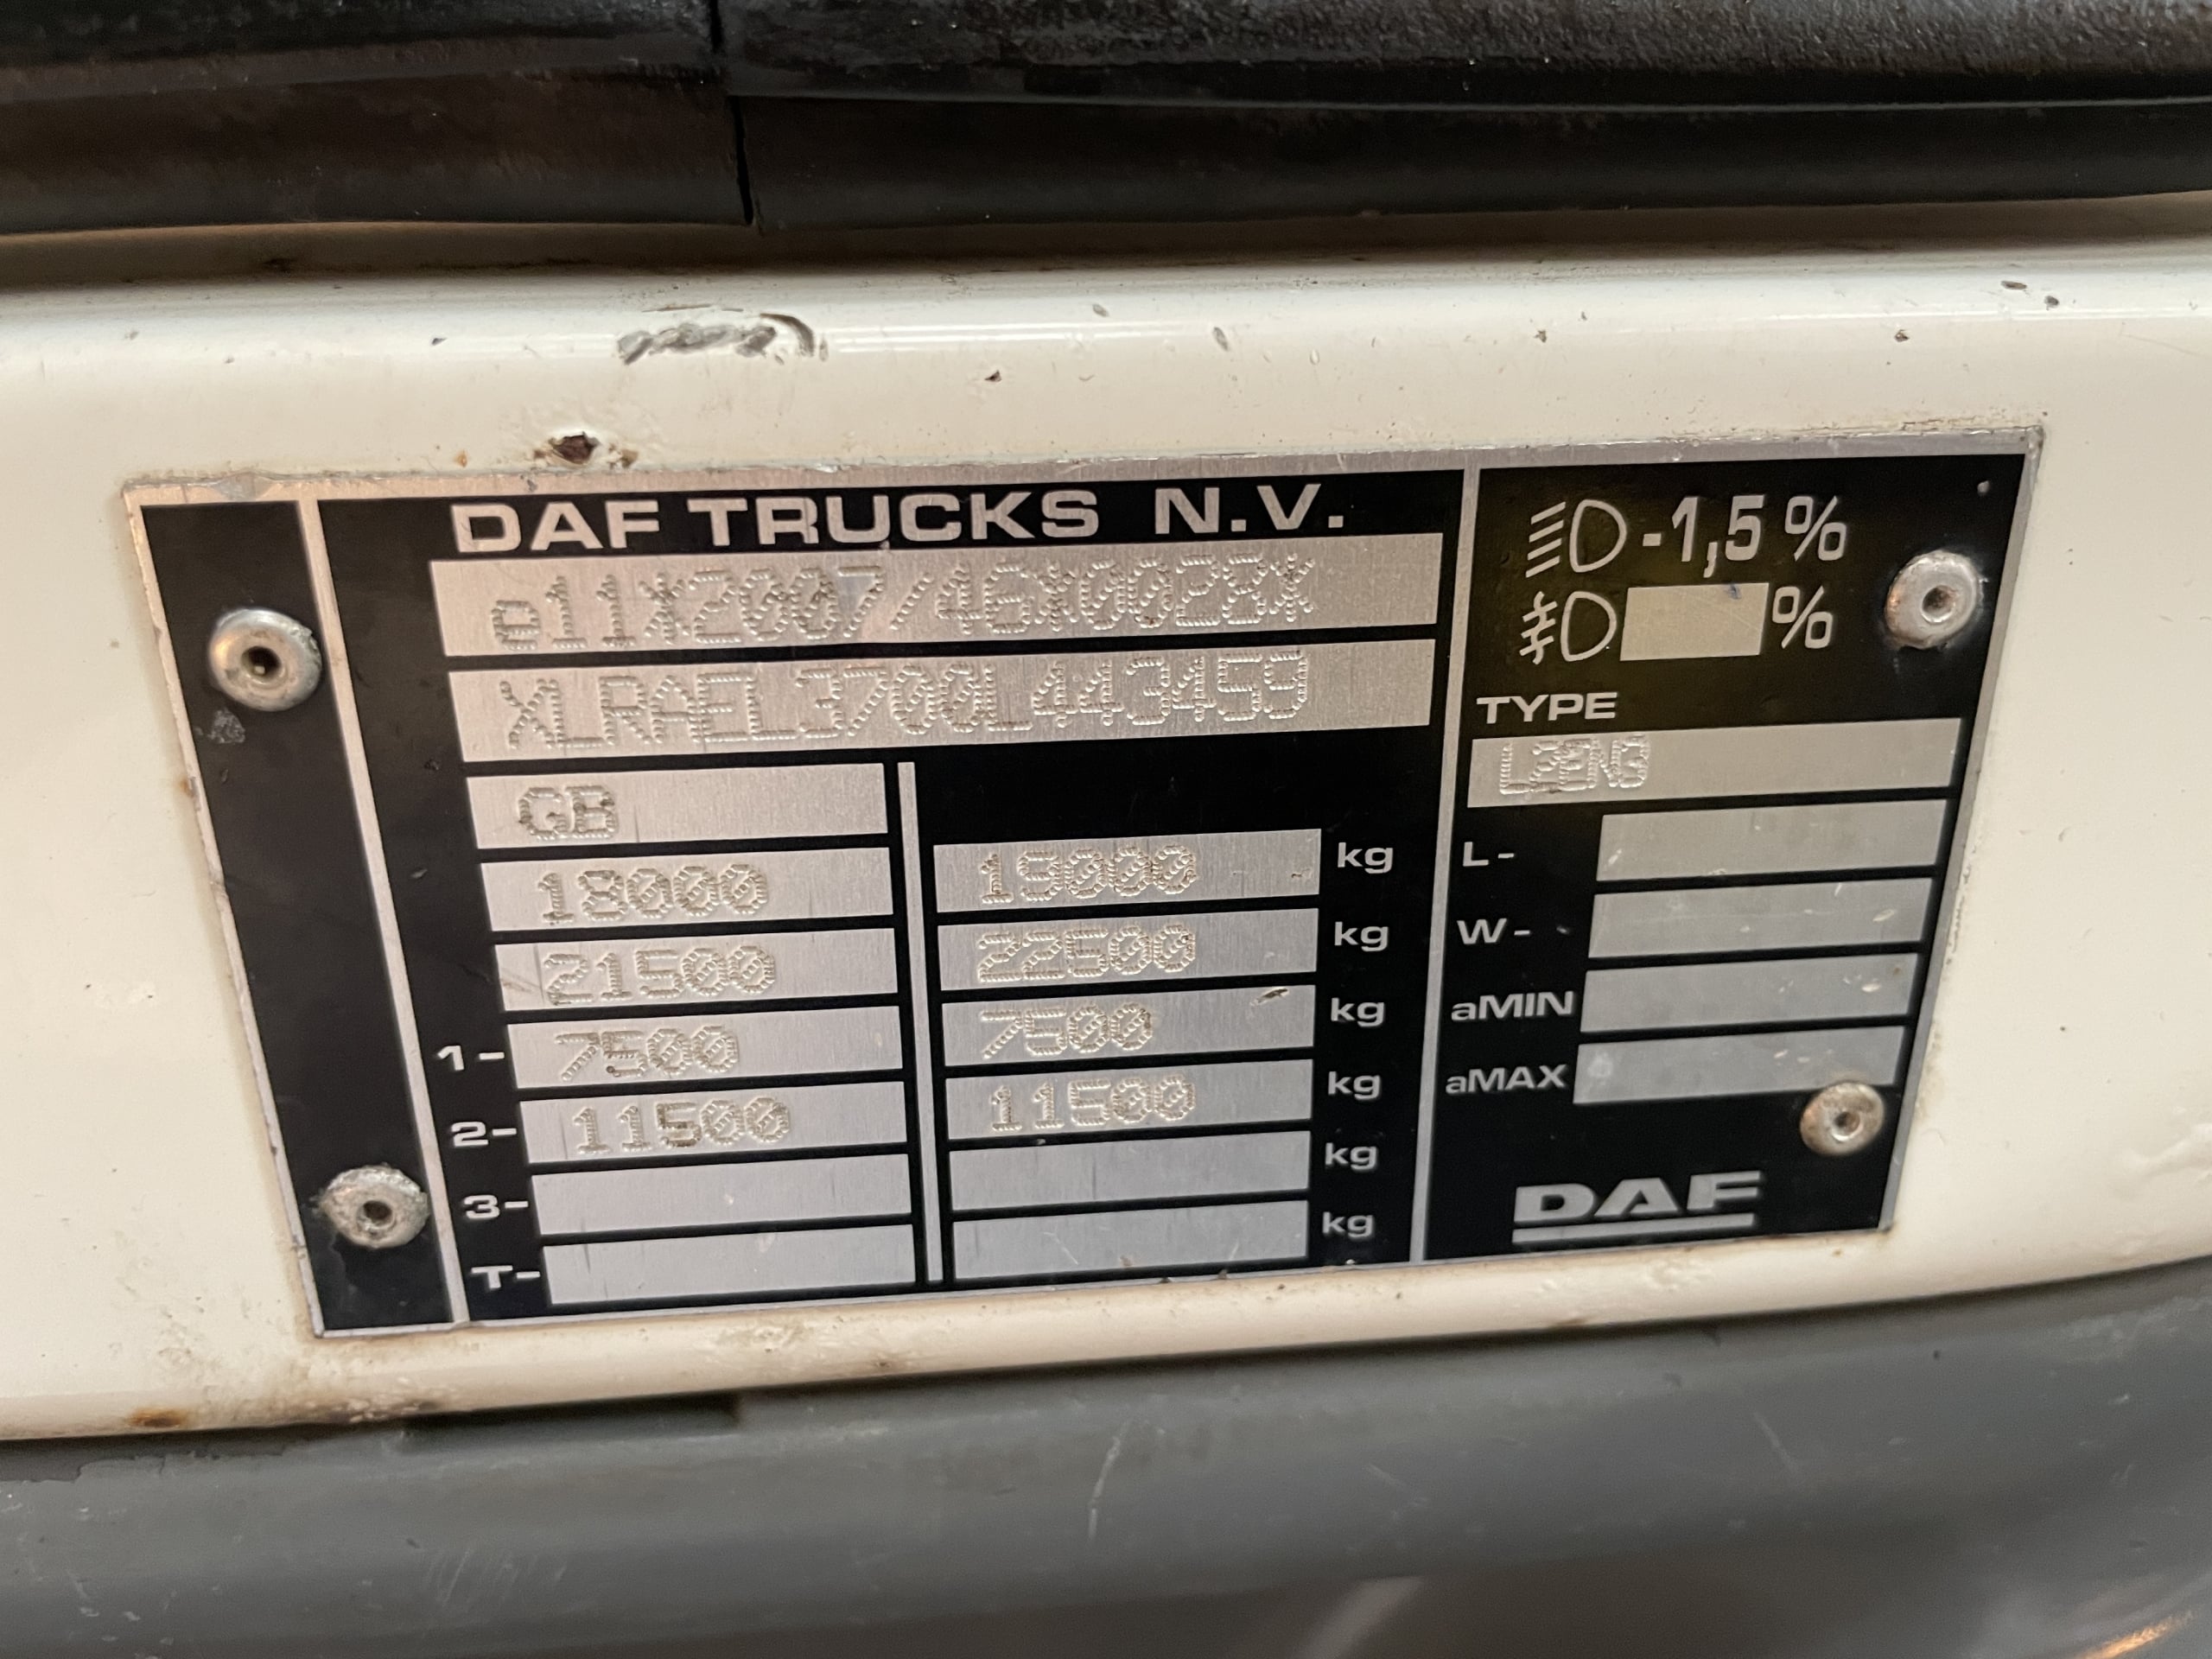 DAF TRUCKS N.V.
e11*2007/46*0028*
XLRAEL3700L443459
GB
18000 19000 kg
21500 22500 kg
1- 7500 7500 kg
2- 11500 11500 kg
3- kg
T- kg
-1,5 %
%
TYPE
L2EN3
L-
W-
aMIN
aMAX
DAF